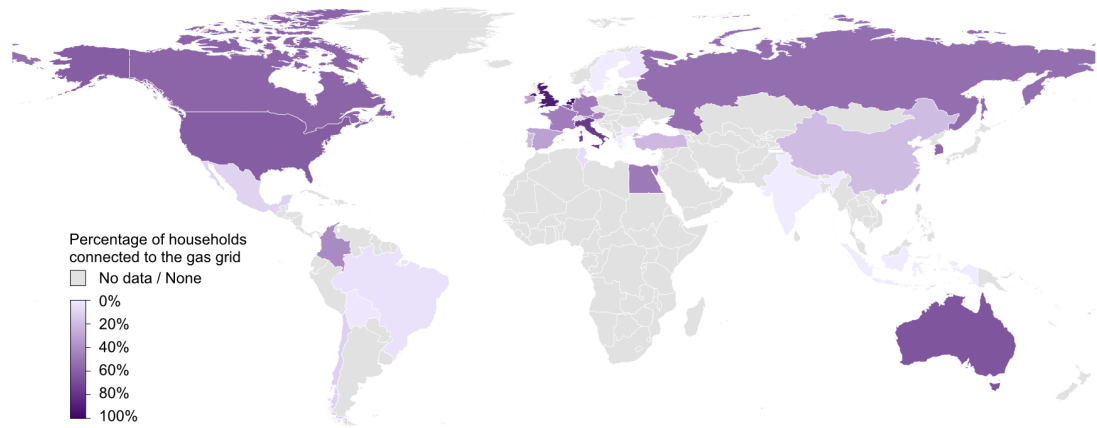 Percentage of households
connected to the gas grid
No data / None
0%
20%
40%
60%
80%
100%